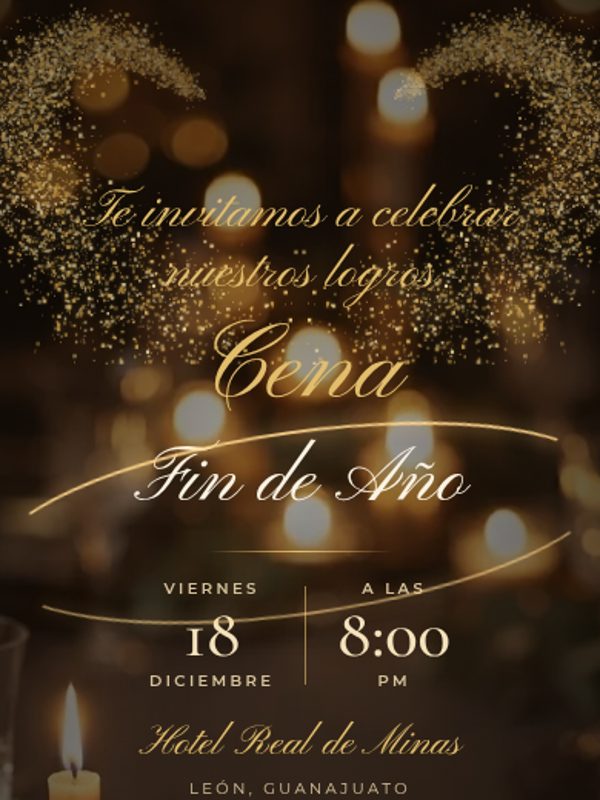 Te invitamos a celebrar
nuestros logros
Cena
Fin de Año
VIERNES
18
DICIEMBRE
A LAS
8:00
PM
Hotel Real de Minas
LEÓN, GUANAJUATO